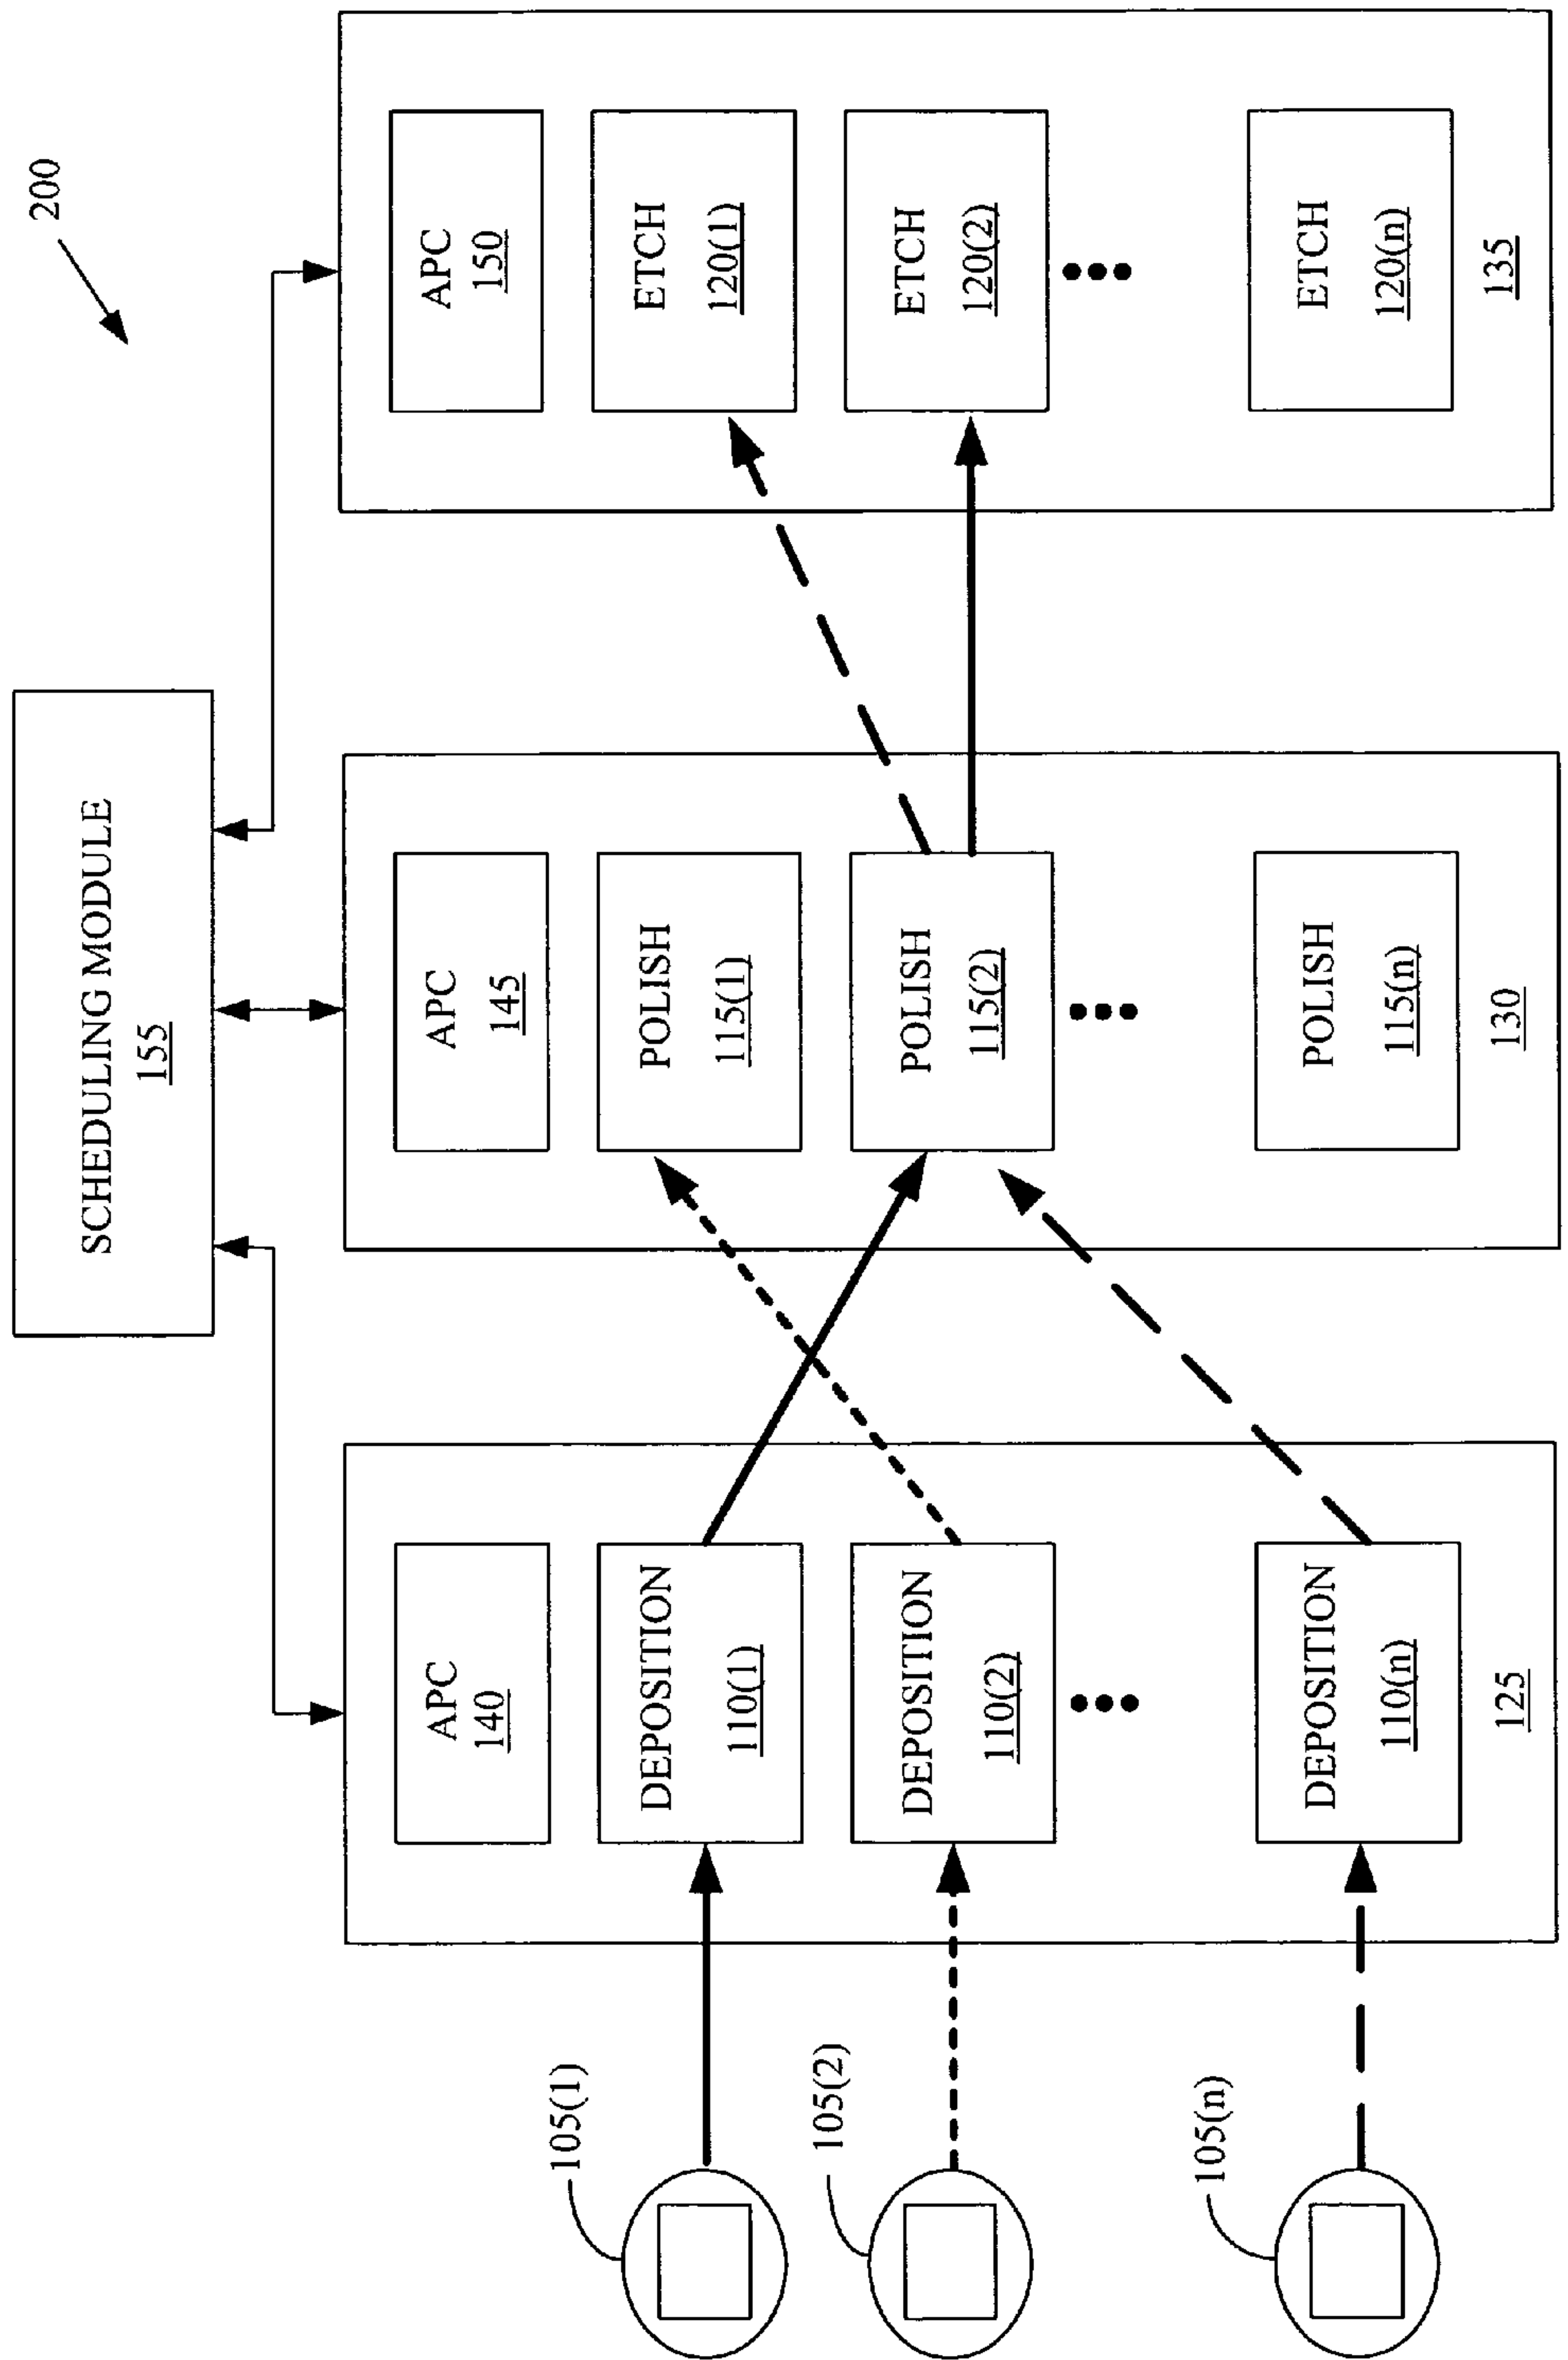 200
SCHEDULING MODULE
155
APC
140
DEPOSITION
110(1)
DEPOSITION
110(2)
DEPOSITION
110(n)
125
APC
145
POLISH
115(1)
POLISH
115(2)
POLISH
115(n)
130
APC
150
ETCH
120(1)
ETCH
120(2)
ETCH
120(n)
135
105(1)
105(2)
105(n)